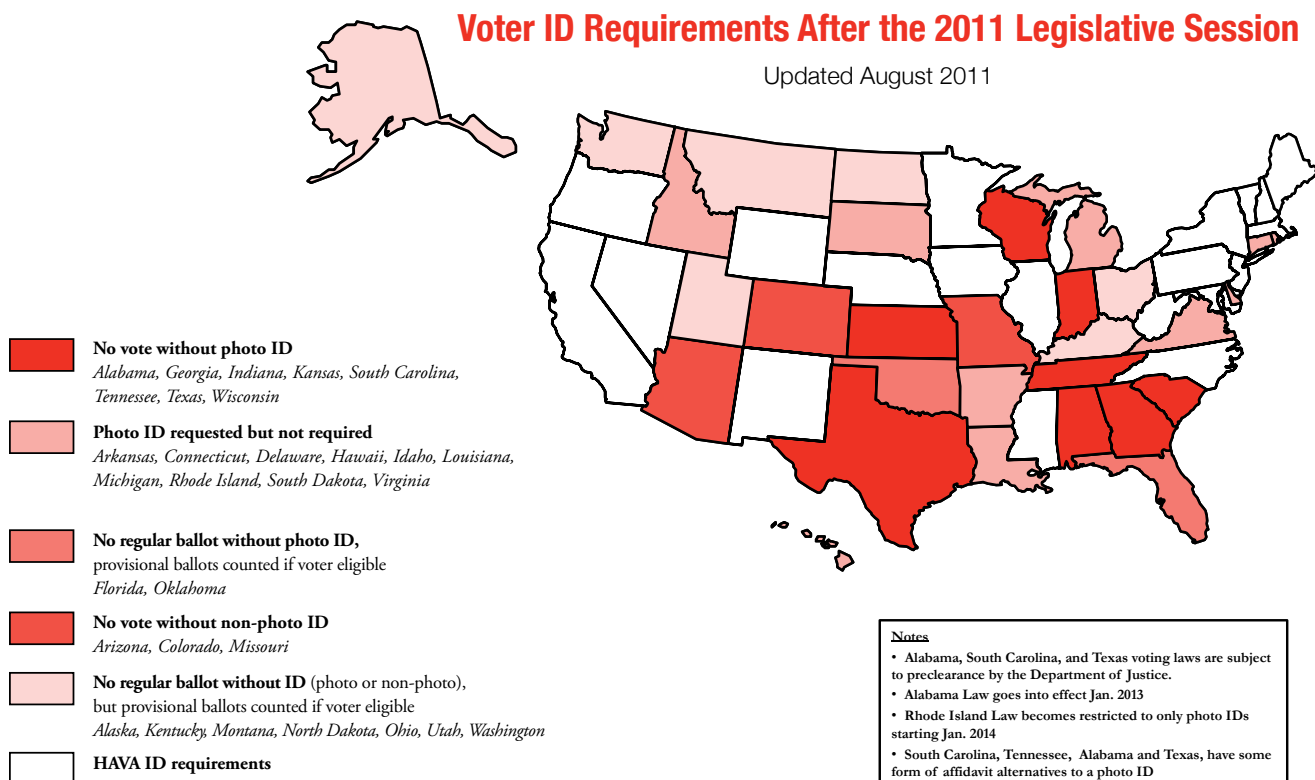 Voter ID Requirements After the 2011 Legislative Session
Updated August 2011
No vote without photo ID
Alabama, Georgia, Indiana, Kansas, South Carolina,
Tennessee, Texas, Wisconsin
Photo ID requested but not required
Arkansas, Connecticut, Delaware, Hawaii, Idaho, Louisiana,
Michigan, Rhode Island, South Dakota, Virginia
No regular ballot without photo ID,
provisional ballots counted if voter eligible
Florida, Oklahoma
No vote without non-photo ID
Arizona, Colorado, Missouri
No regular ballot without ID (photo or non-photo),
but provisional ballots counted if voter eligible
Alaska, Kentucky, Montana, North Dakota, Ohio, Utah, Washington
HAVA ID requirements
Notes
• Alabama, South Carolina, and Texas voting laws are subject
to preclearance by the Department of Justice.
• Alabama Law goes into effect Jan. 2013
• Rhode Island Law becomes restricted to only photo IDs
starting Jan. 2014
• South Carolina, Tennessee, Alabama and Texas, have some
form of affidavit alternatives to a photo ID